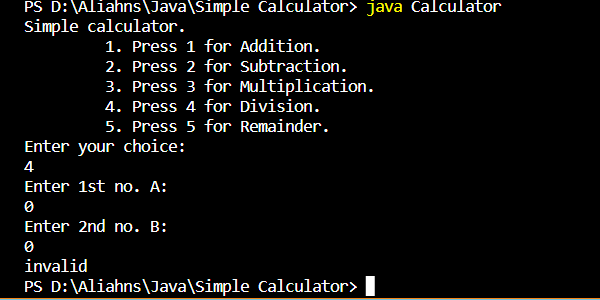 PS D:\Aliahns\Java\Simple Calculator> java Calculator
Simple calculator.
1. Press 1 for Addition.
2. Press 2 for Subtraction.
3. Press 3 for Multiplication.
4. Press 4 for Division.
5. Press 5 for Remainder.
Enter your choice:
4
Enter 1st no. A:
0
Enter 2nd no. B:
0
invalid
PS D:\Aliahns\Java\Simple Calculator>